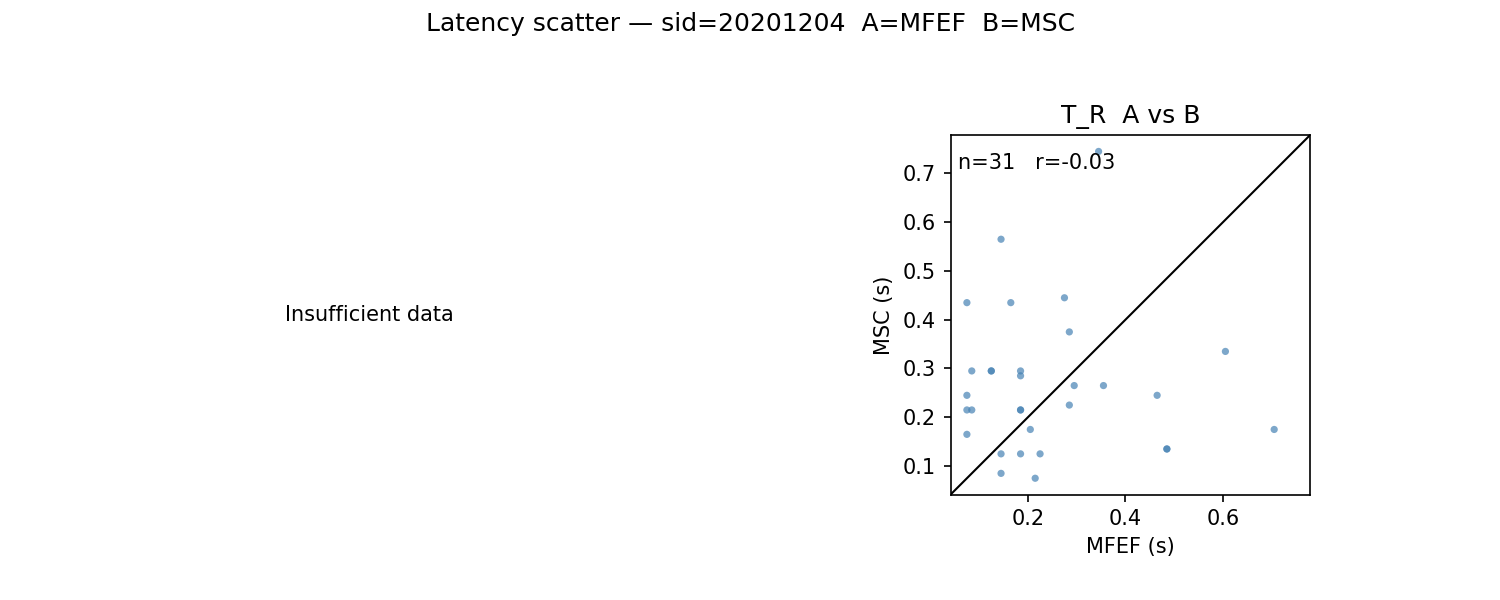 Latency scatter — sid=20201204  A=MFEF  B=MSC
Insufficient data
T_R  A vs B
n=31   r=-0.03
0.7
0.6
0.5
0.4
0.3
0.2
0.1
MSC (s)
0.2 0.4 0.6
MFEF (s)